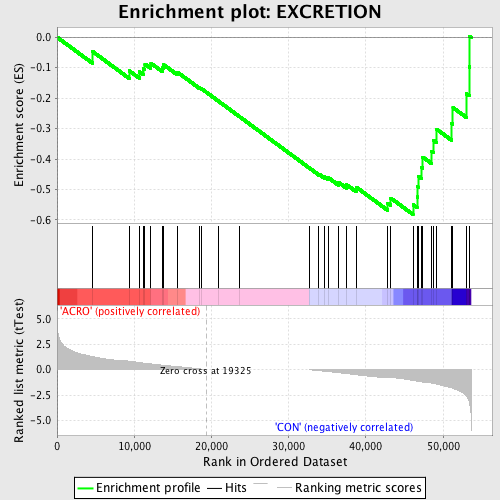 Enrichment plot: EXCRETION
Enrichment score (ES)
0.0
-0.1
-0.2
-0.3
-0.4
-0.5
-0.6
'ACRO' (positively correlated)
Ranked list metric (tTest)
5.0
2.5
0.0
-2.5
-5.0
Zero cross at 19325
'CON' (negatively correlated)
0
10,000
20,000
30,000
40,000
50,000
Rank in Ordered Dataset
Enrichment profile
Hits
Ranking metric scores